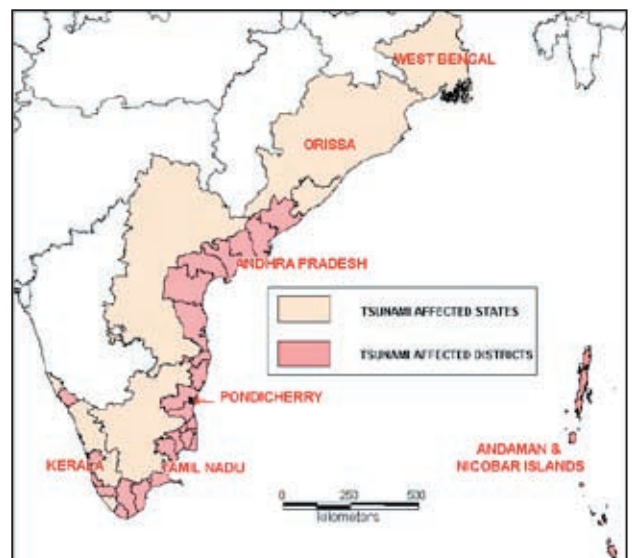 WEST BENGAL
ORISSA
ANDHRA PRADESH
TSUNAMI AFFECTED STATES
TSUNAMI AFFECTED DISTRICTS
PONDICHERRY
KERALA
TAMIL NADU
ANDAMAN &
NICOBAR ISLANDS
0 250 500
kilometers